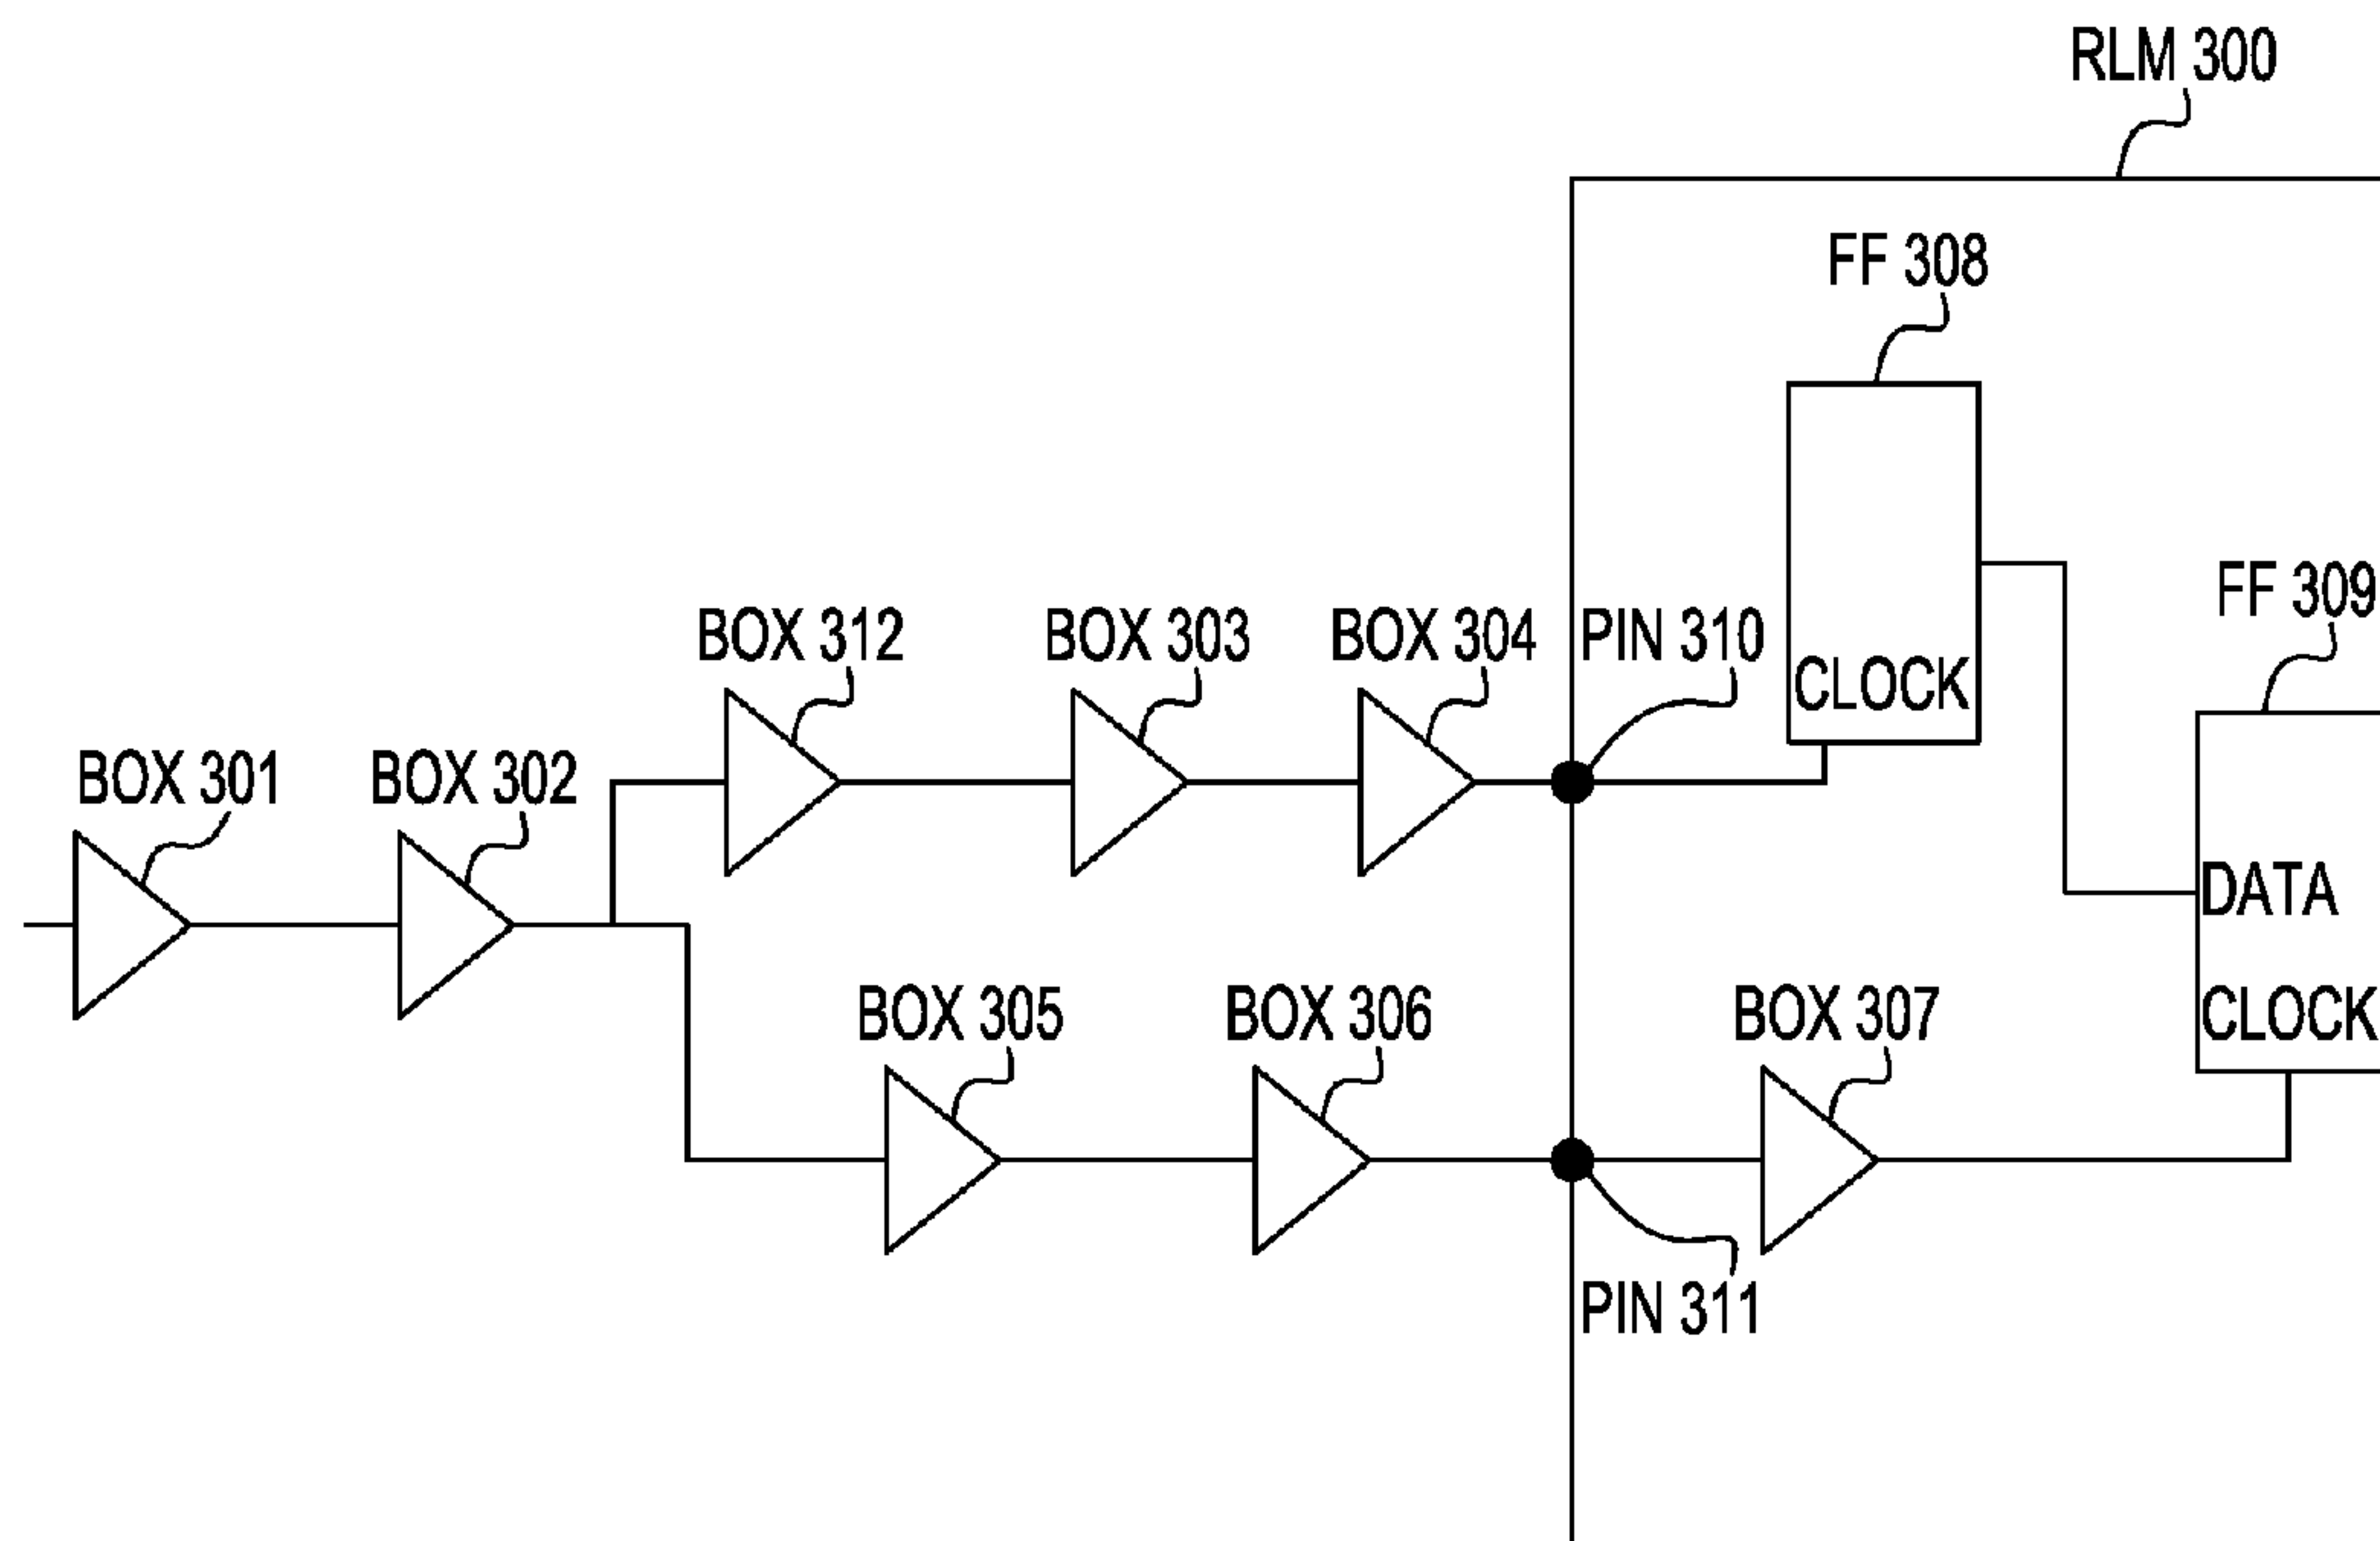 RLM 300
FF 308
FF 309
BOX 312
BOX 303
BOX 304
PIN 310
CLOCK
BOX 301
BOX 302
DATA
BOX 305
BOX 306
BOX 307
CLOCK
PIN 311